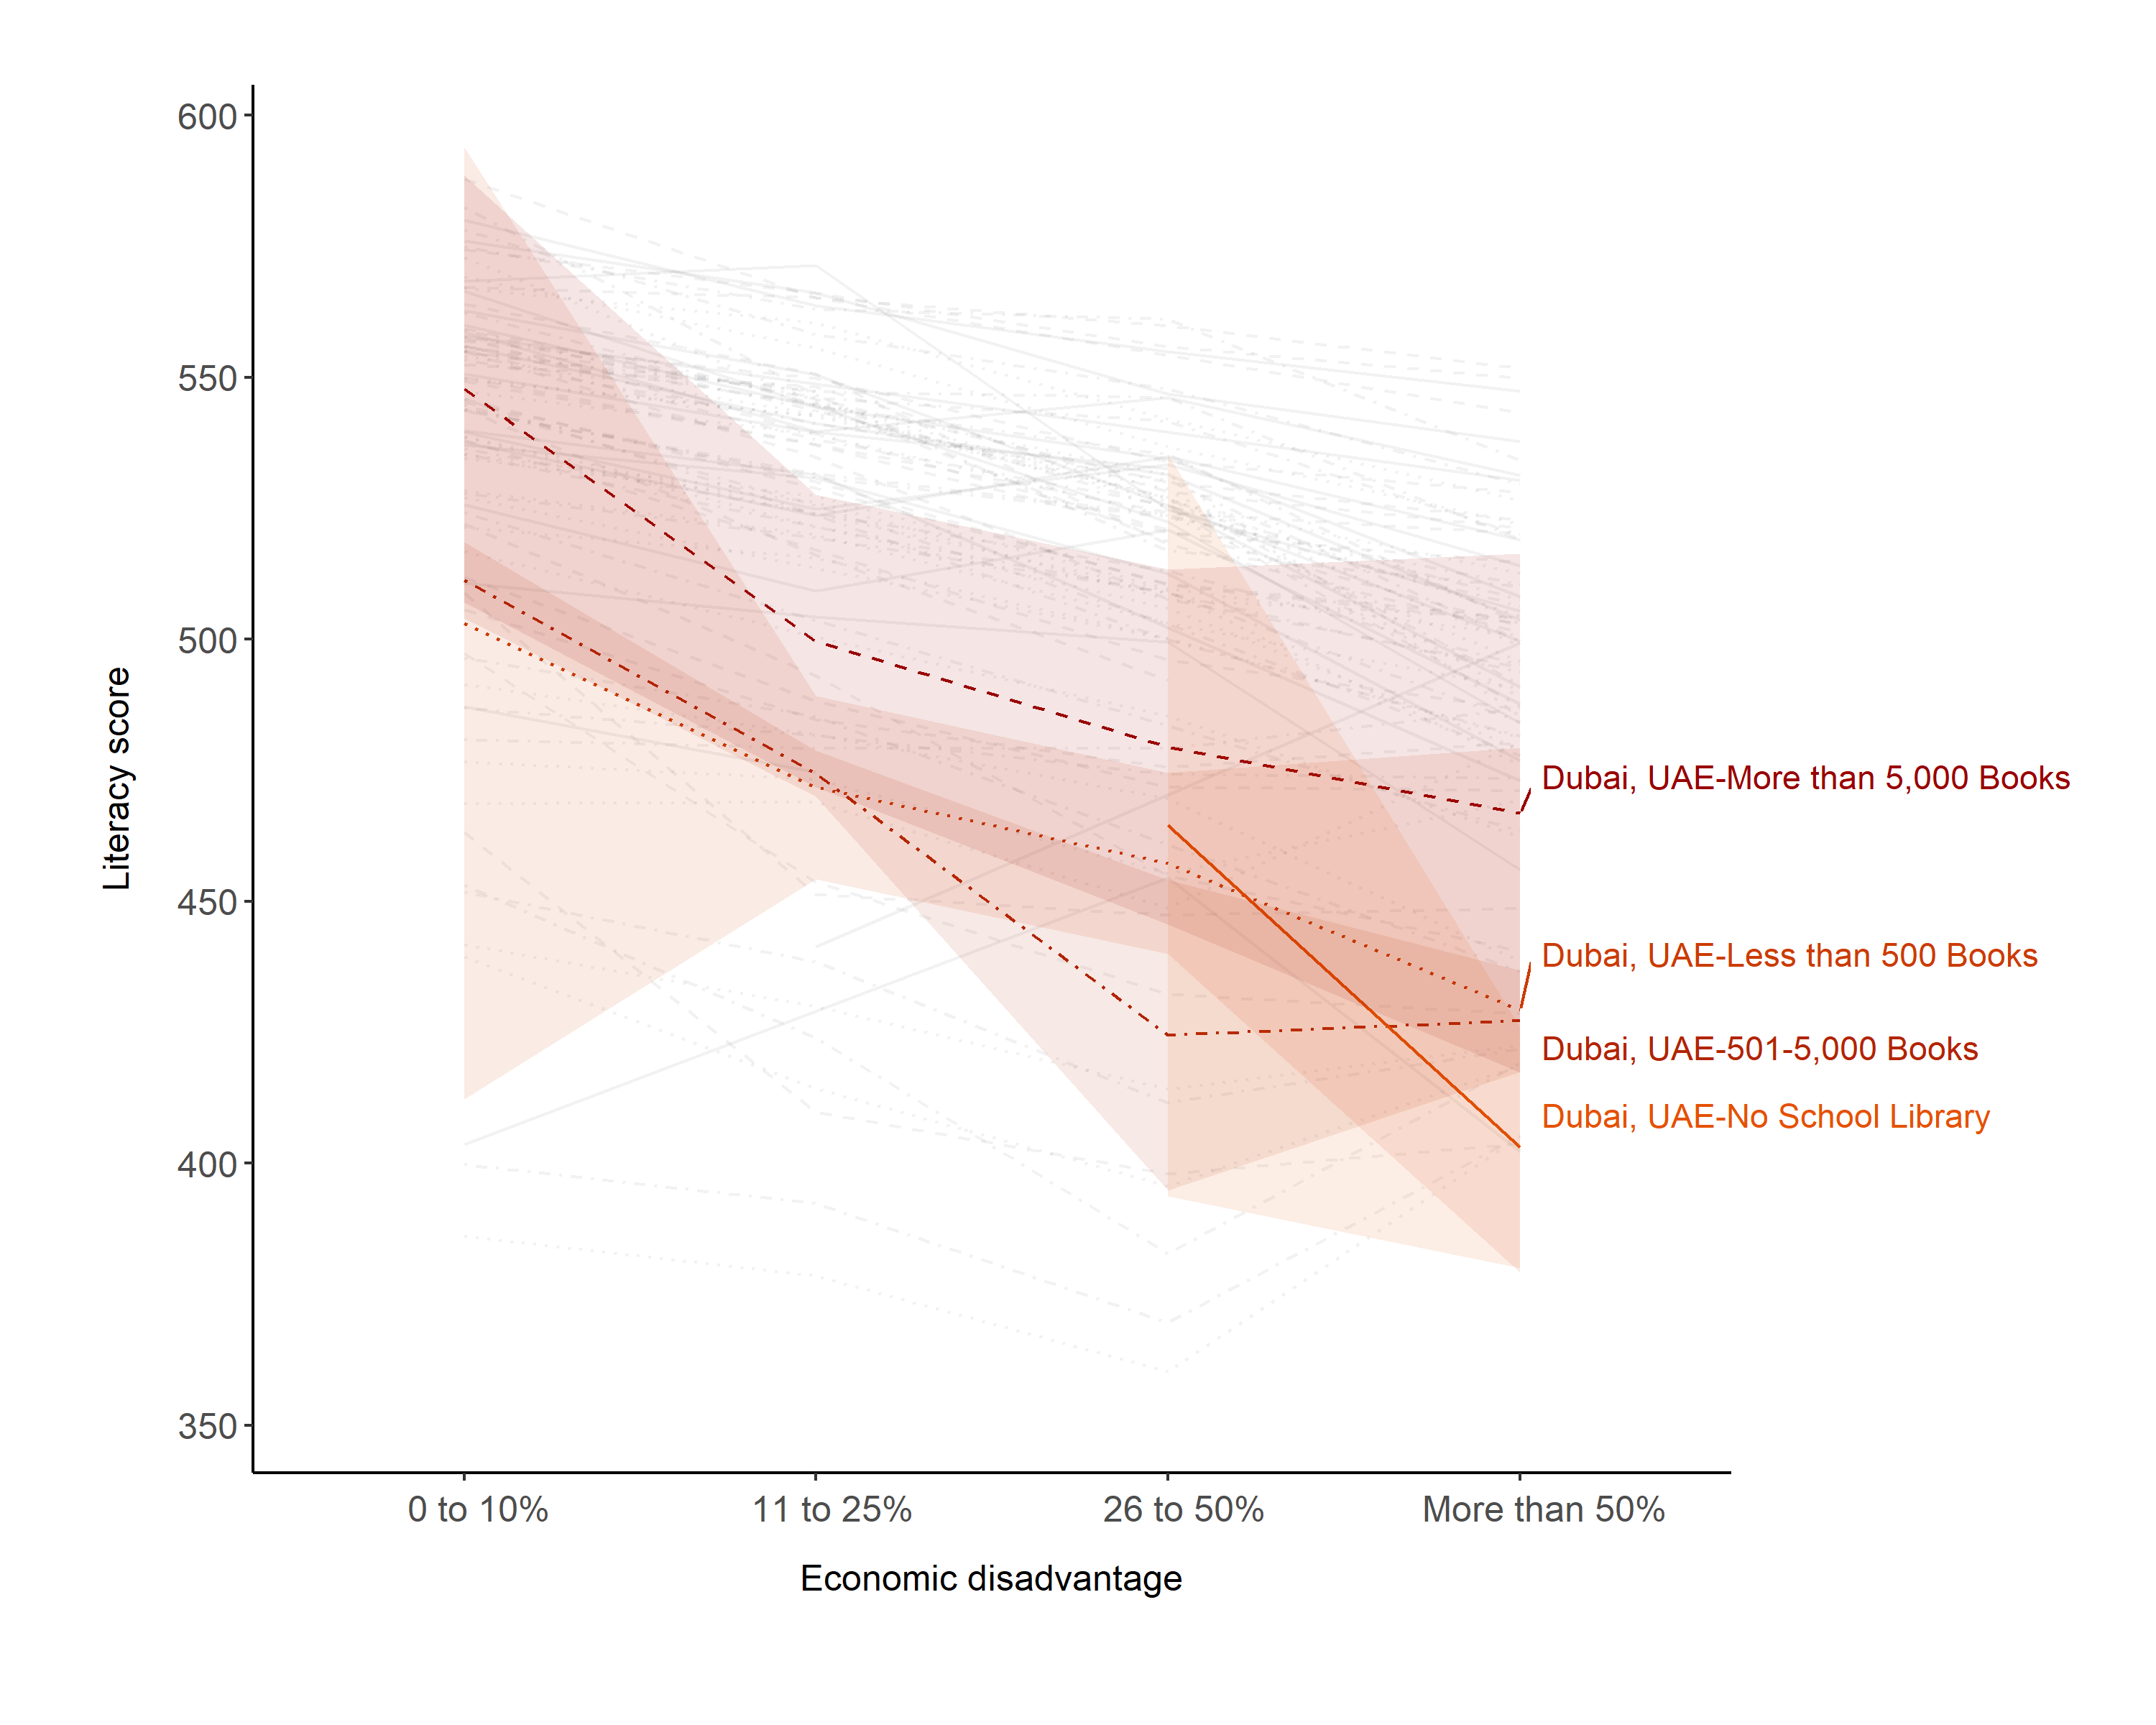 600
550
500
450
400
350
Literacy score
Dubai, UAE-More than 5,000 Books
Dubai, UAE-Less than 500 Books
Dubai, UAE-501-5,000 Books
Dubai, UAE-No School Library
0 to 10%
11 to 25%
26 to 50%
More than 50%
Economic disadvantage